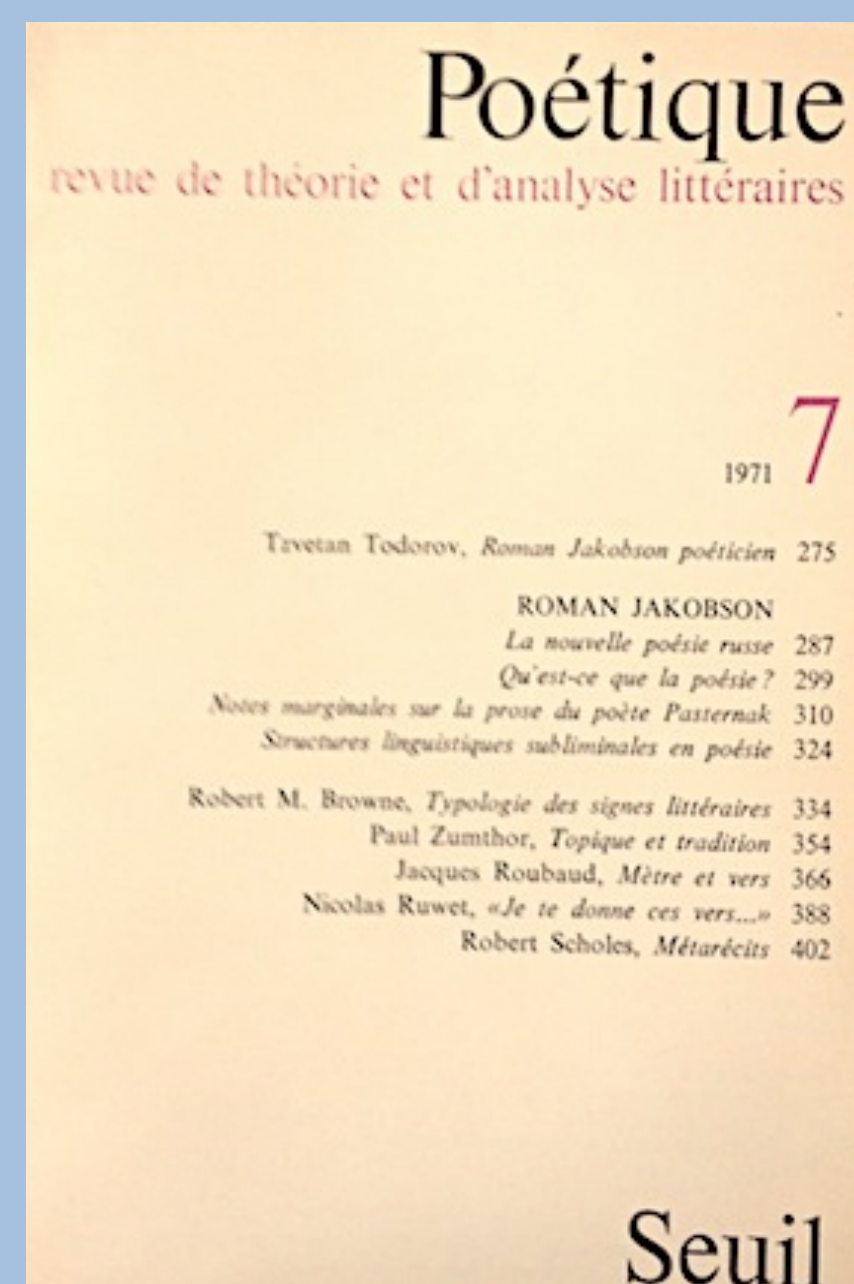 Poétique
revue de théorie et d'analyse littéraires
1971 7
Tzvetan Todorov, Roman Jakobson poéticien 275
ROMAN JAKOBSON
La nouvelle poésie russe 287
Qu'est-ce que la poésie ? 299
Notes marginales sur la prose du poète Pasternak 310
Structures linguistiques subliminales en poésie 324
Robert M. Browne, Typologie des signes littéraires 334
Paul Zumthor, Topique et tradition 354
Jacques Roubaud, Mètre et vers 366
Nicolas Ruwet, «Je te donne ces vers...» 388
Robert Scholes, Métarécits 402
Seuil